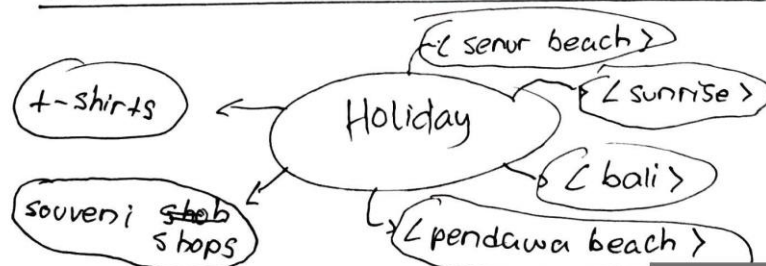 < senur beach >
t-shirts
Holiday
< sunrise >
< bali >
souveni shob
shops
< pendawa beach >